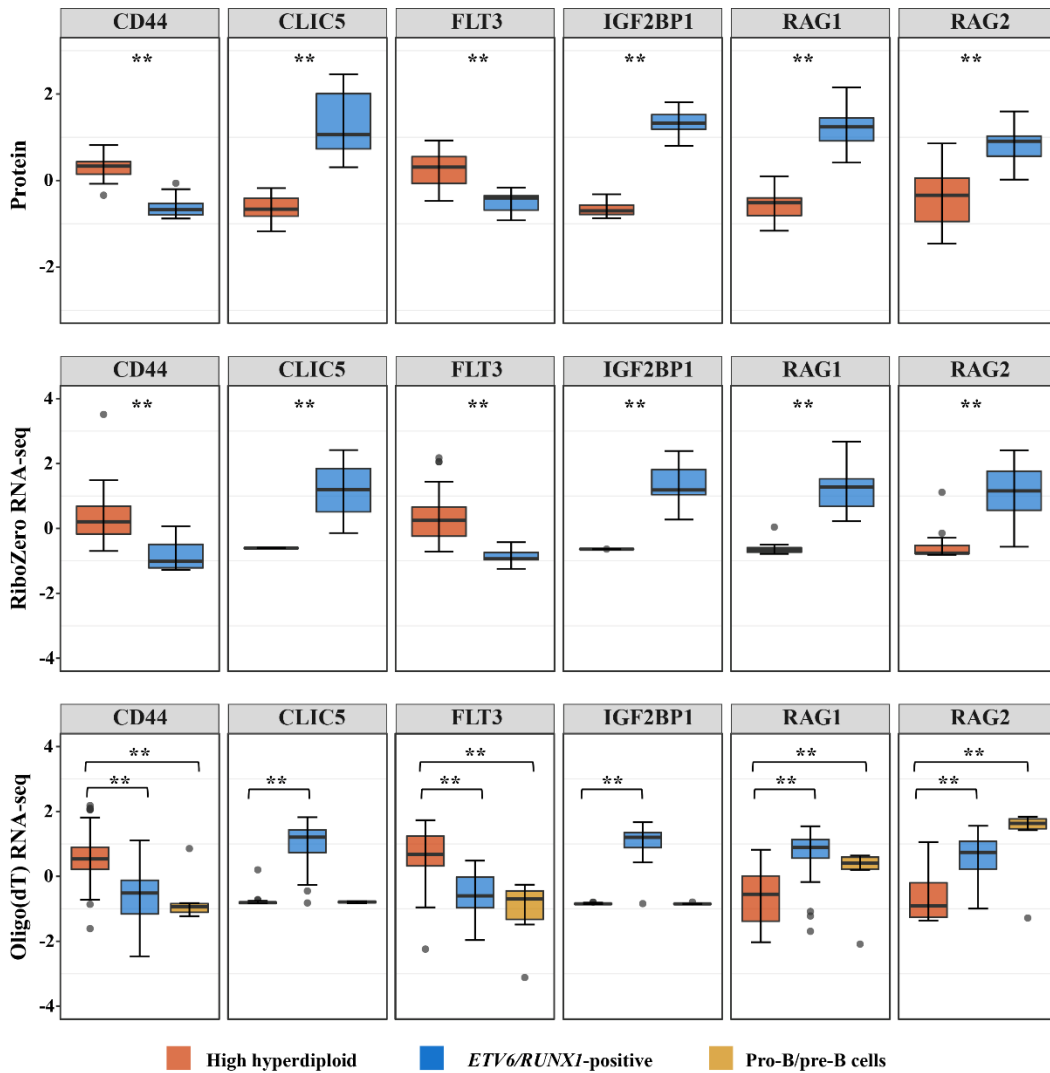 CD44 CLIC5 FLT3 IGF2BP1 RAG1 RAG2
** ** ** ** ** **
Protein
2
0
-2
CD44 CLIC5 FLT3 IGF2BP1 RAG1 RAG2
** ** ** ** ** **
RiboZero RNA-seq
4
2
0
-2
-4
CD44 CLIC5 FLT3 IGF2BP1 RAG1 RAG2
** ** ** **
** ** ** ** ** **
Oligo(dT) RNA-seq
4
2
0
-2
-4
High hyperdiploid ETV6/RUNX1-positive Pro-B/pre-B cells